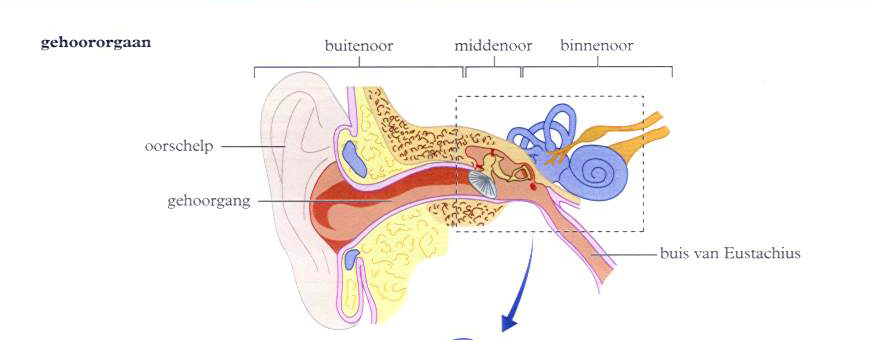 gehoororgaan
buitenoor middenoor binnenoor
oorschelp
gehoorgang
buis van Eustachius